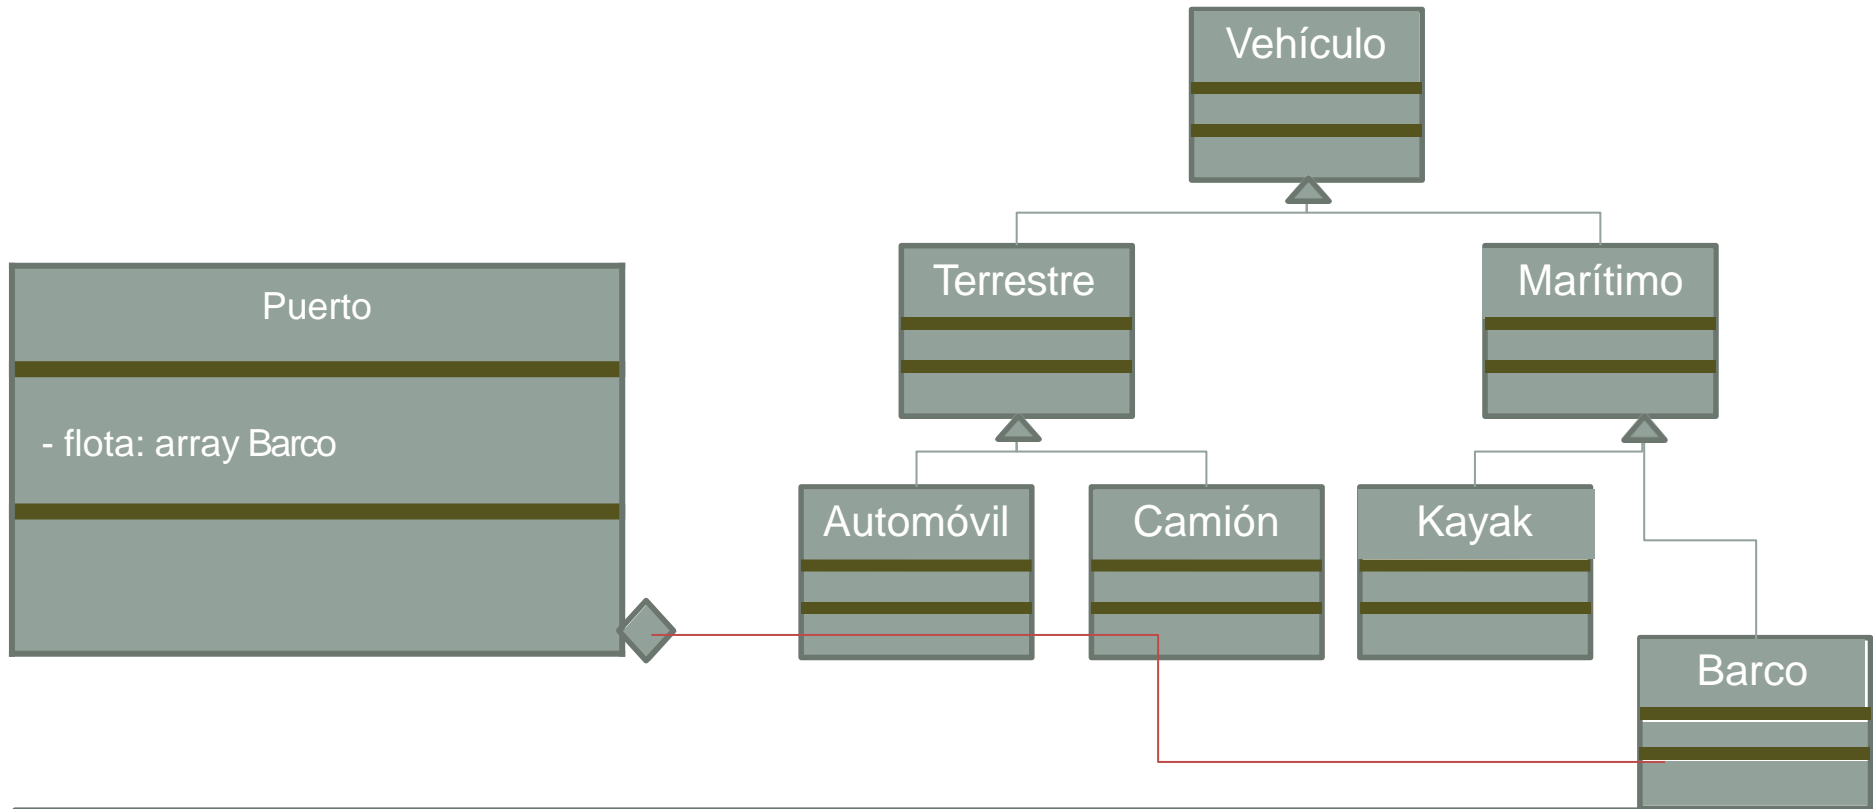 Vehículo
Terrestre
Marítimo
Puerto
- flota: array Barco
Automóvil
Camión
Kayak
Barco